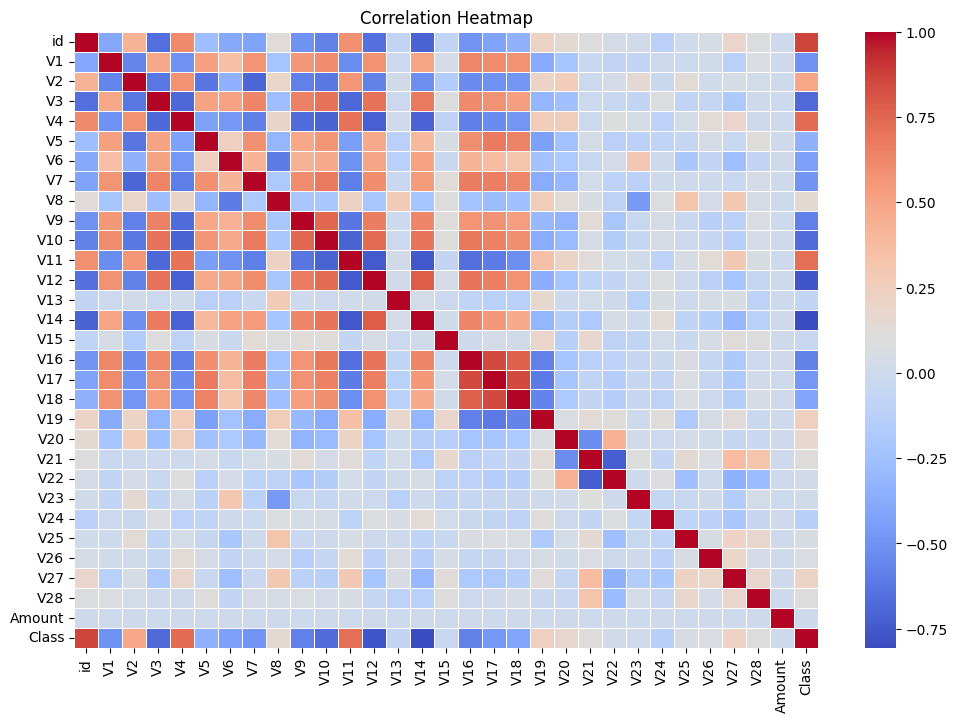 Correlation Heatmap
id
V1
V2
V3
V4
V5
V6
V7
V8
V9
V10
V11
V12
V13
V14
V15
V16
V17
V18
V19
V20
V21
V22
V23
V24
V25
V26
V27
V28
Amount
Class
id
V1
V2
V3
V4
V5
V6
V7
V8
V9
V10
V11
V12
V13
V14
V15
V16
V17
V18
V19
V20
V21
V22
V23
V24
V25
V26
V27
V28
Amount
Class
1.00
0.75
0.50
0.25
0.00
−0.25
−0.50
−0.75